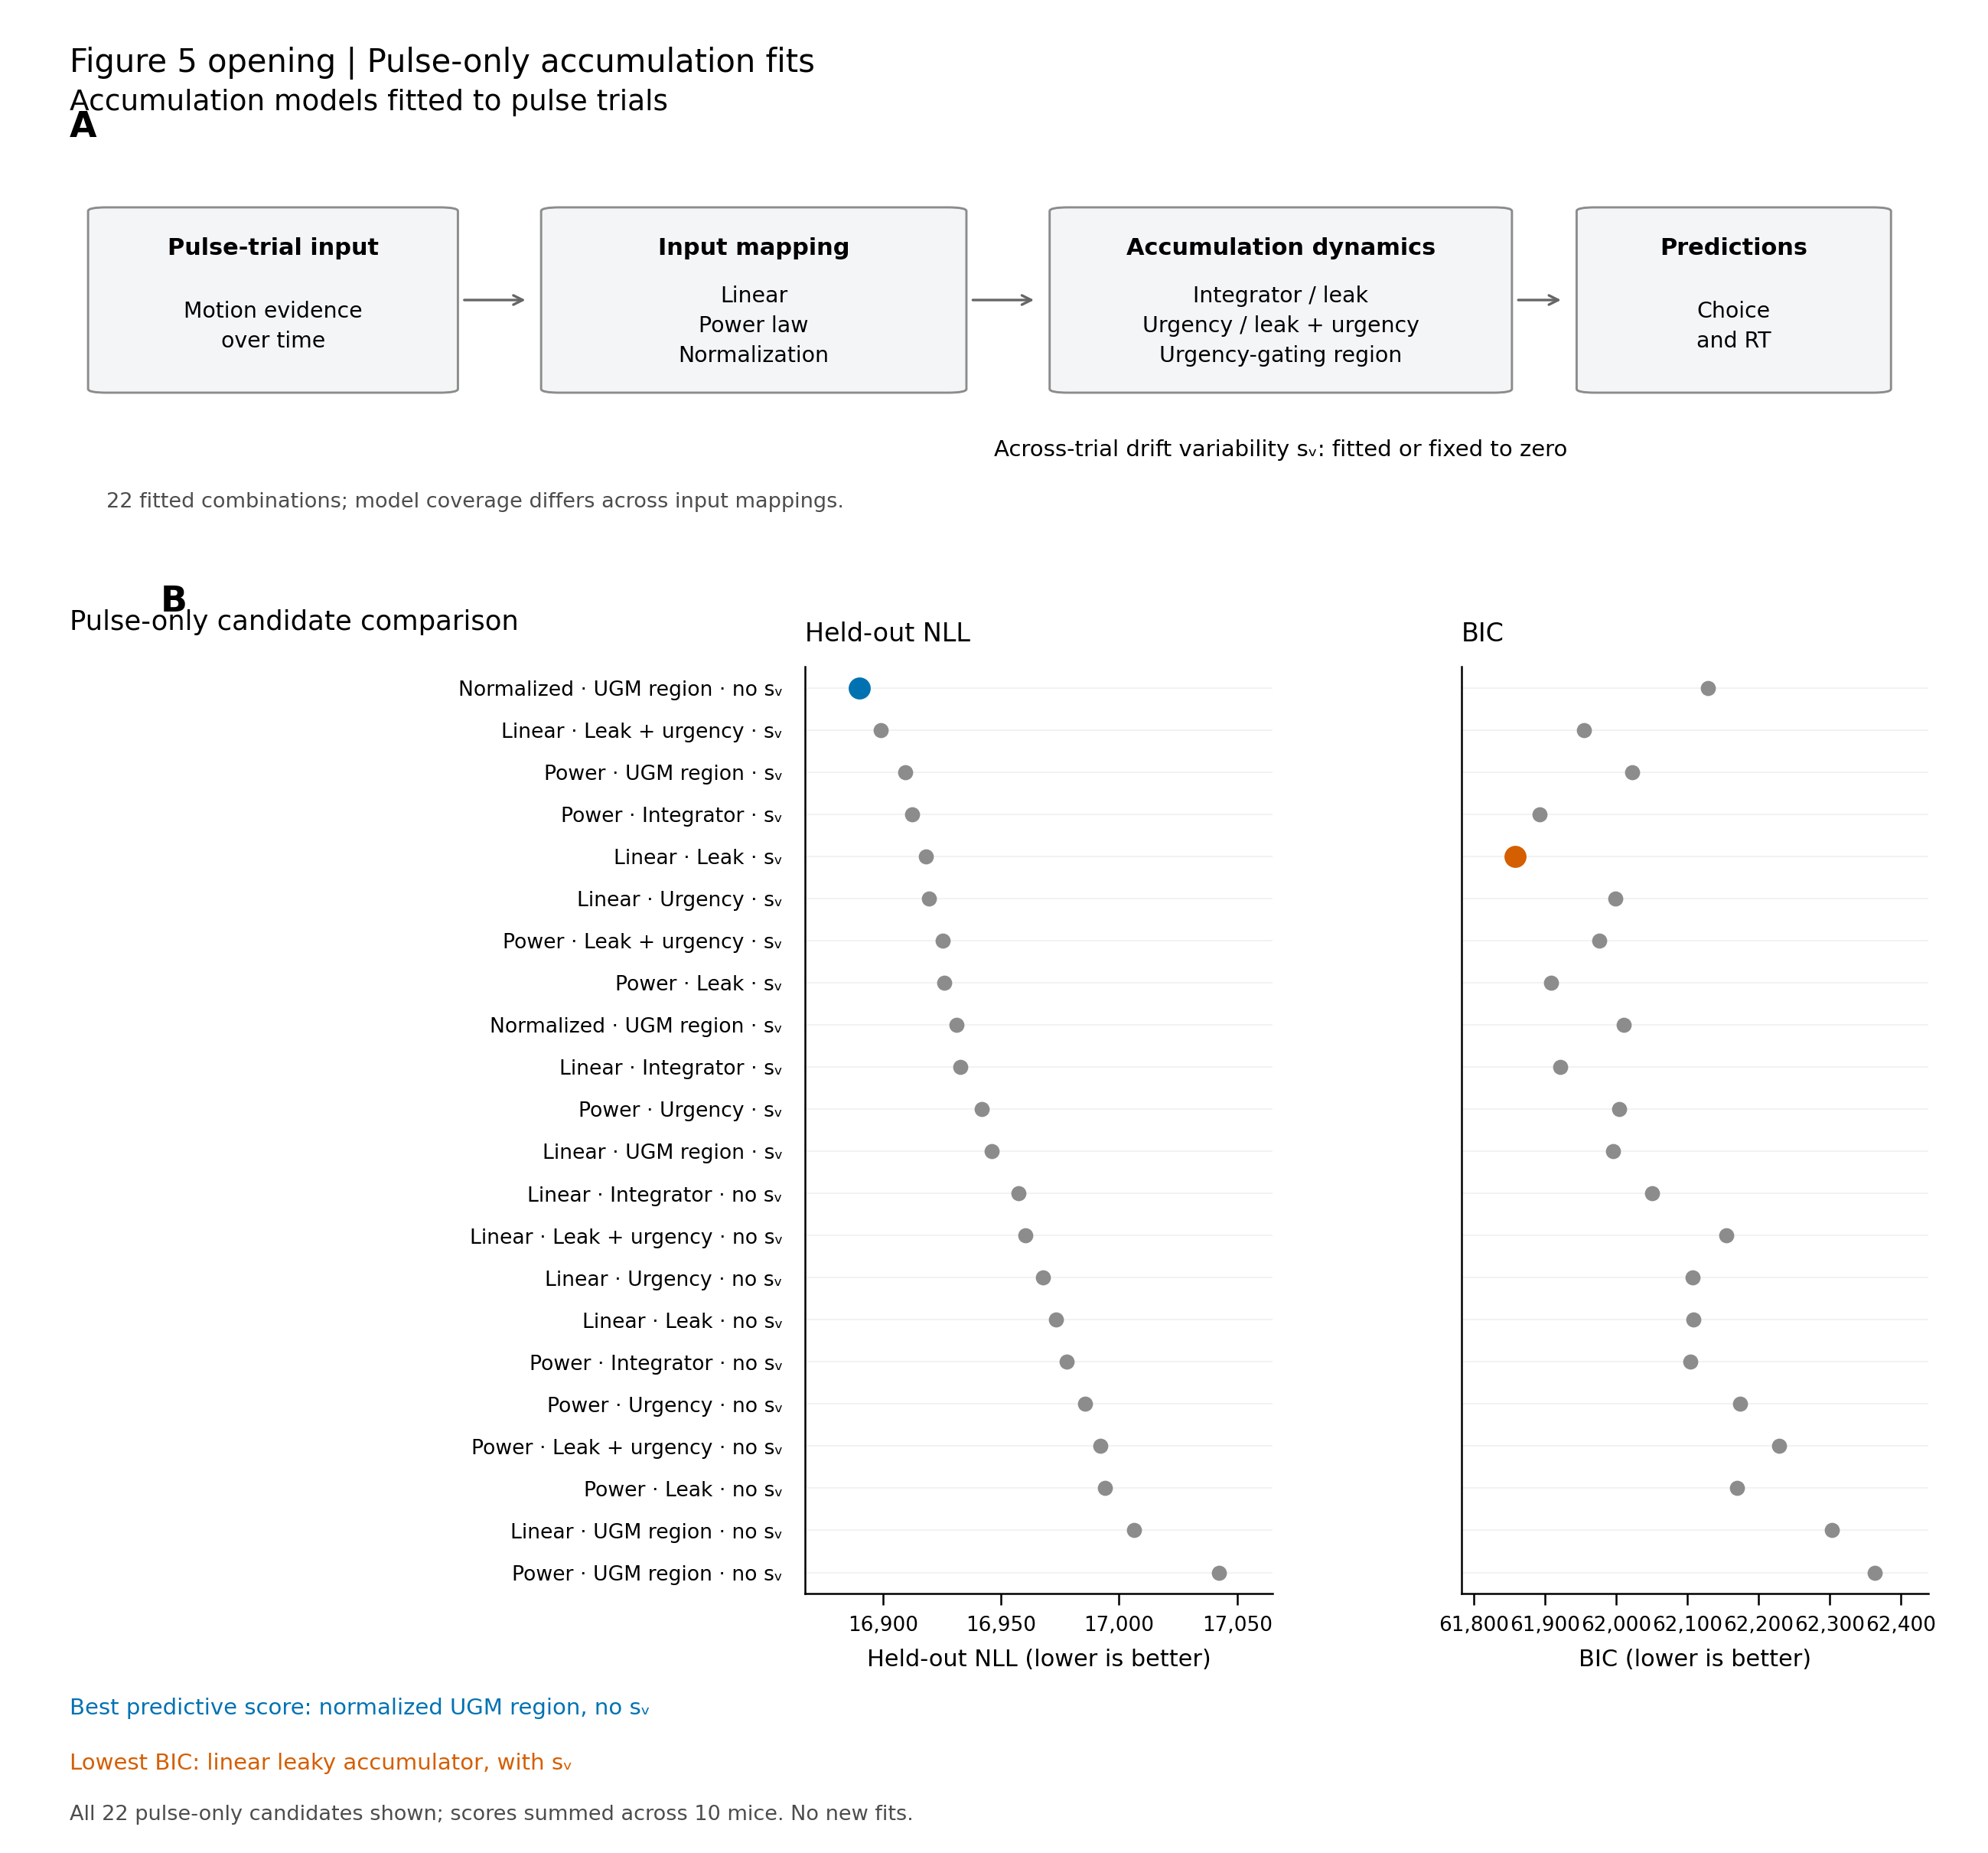 Figure 5 opening | Pulse-only accumulation fits
Accumulation models fitted to pulse trials
A
Pulse-trial input
Motion evidence
over time
Input mapping
Linear
Power law
Normalization
Accumulation dynamics
Integrator / leak
Urgency / leak + urgency
Urgency-gating region
Predictions
Choice
and RT
Across-trial drift variability sᵥ: fitted or fixed to zero
22 fitted combinations; model coverage differs across input mappings.
B
Pulse-only candidate comparison
Held-out NLL
BIC
Normalized · UGM region · no sᵥ
Linear · Leak + urgency · sᵥ
Power · UGM region · sᵥ
Power · Integrator · sᵥ
Linear · Leak · sᵥ
Linear · Urgency · sᵥ
Power · Leak + urgency · sᵥ
Power · Leak · sᵥ
Normalized · UGM region · sᵥ
Linear · Integrator · sᵥ
Power · Urgency · sᵥ
Linear · UGM region · sᵥ
Linear · Integrator · no sᵥ
Linear · Leak + urgency · no sᵥ
Linear · Urgency · no sᵥ
Linear · Leak · no sᵥ
Power · Integrator · no sᵥ
Power · Urgency · no sᵥ
Power · Leak + urgency · no sᵥ
Power · Leak · no sᵥ
Linear · UGM region · no sᵥ
Power · UGM region · no sᵥ
16,900 16,950 17,000 17,050
Held-out NLL (lower is better)
61,800 61,900 62,000 62,100 62,200 62,300 62,400
BIC (lower is better)
Best predictive score: normalized UGM region, no sᵥ
Lowest BIC: linear leaky accumulator, with sᵥ
All 22 pulse-only candidates shown; scores summed across 10 mice. No new fits.